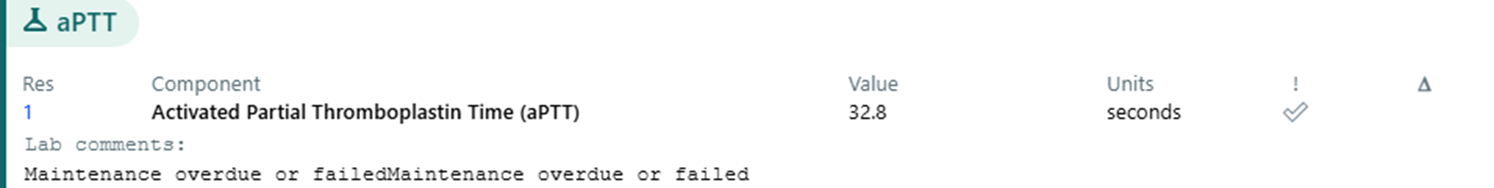 aPTT
Res Component Value Units ! Δ
1 Activated Partial Thromboplastin Time (aPTT) 32.8 seconds
Lab comments:
Maintenance overdue or failedMaintenance overdue or failed